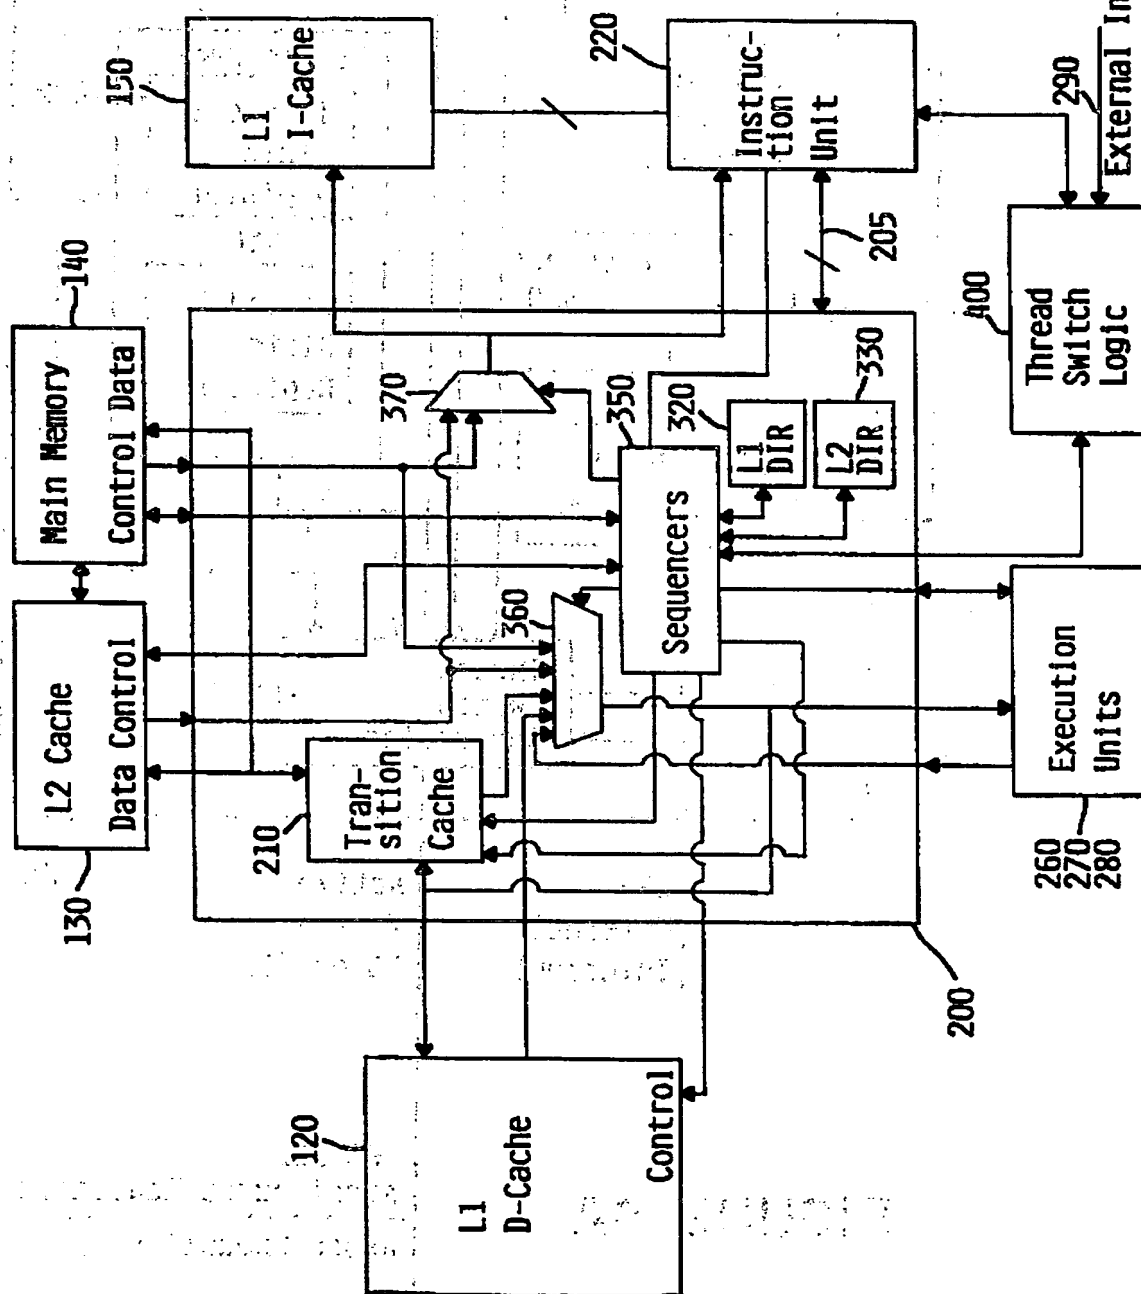 150
L1
I-Cache
220
Instruc-
tion
Unit
290
External In
140
Main Memory
Control Data
205
400
Thread
Switch
Logic
370
350
320
L1
DIR
330
L2
DIR
Sequencers
360
130
L2 Cache
Data Control
210
Tran-
sition
Cache
Execution
Units
260
270
280
200
120
L1
D-Cache
Control